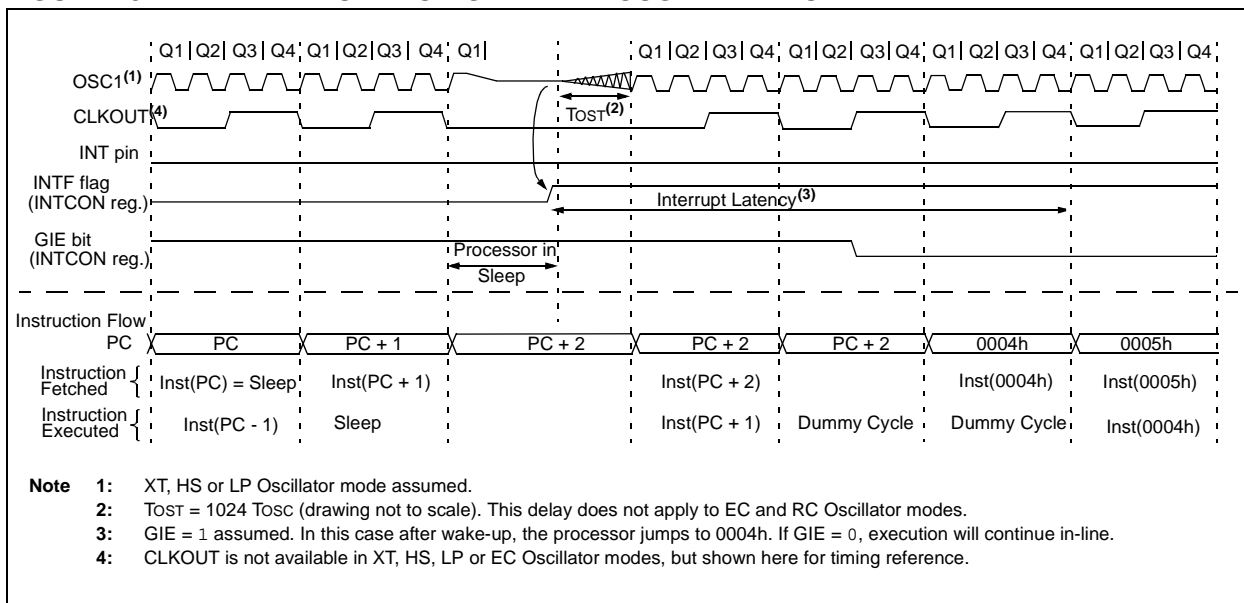 Q1 Q2 Q3 Q4 Q1 Q2 Q3 Q4 Q1 Q1 Q2 Q3 Q4 Q1 Q2 Q3 Q4 Q1 Q2 Q3 Q4 Q1 Q2 Q3 Q4
OSC1(1)
TOST(2)
CLKOUT(4)
INT pin
INTF flag
(INTCON reg.)
Interrupt Latency(3)
GIE bit
(INTCON reg.)
Processor in
Sleep
Instruction Flow
PC PC PC + 1 PC + 2 PC + 2 PC + 2 0004h 0005h
Instruction
Fetched
Inst(PC) = Sleep Inst(PC + 1) Inst(PC + 2) Inst(0004h) Inst(0005h)
Instruction
Executed
Inst(PC - 1) Sleep Inst(PC + 1) Dummy Cycle Dummy Cycle Inst(0004h)
Note 1: XT, HS or LP Oscillator mode assumed.
2: TOST = 1024 TOSC (drawing not to scale). This delay does not apply to EC and RC Oscillator modes.
3: GIE = 1 assumed. In this case after wake-up, the processor jumps to 0004h. If GIE = 0, execution will continue in-line.
4: CLKOUT is not available in XT, HS, LP or EC Oscillator modes, but shown here for timing reference.